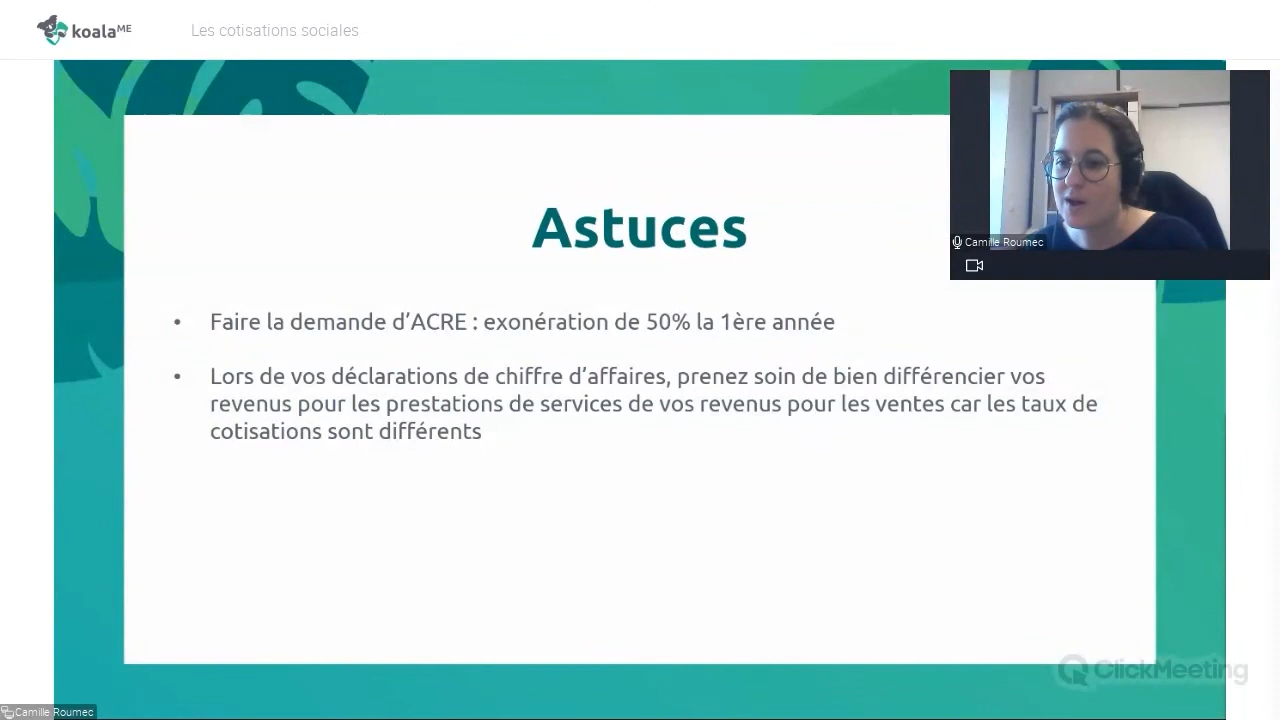 koala ME
Les cotisations sociales
Camille Roumec
Astuces
• Faire la demande d’ACRE : exonération de 50% la 1ère année
• Lors de vos déclarations de chiffre d’affaires, prenez soin de bien différencier vos
revenus pour les prestations de services de vos revenus pour les ventes car les taux de
cotisations sont différents
ClickMeeting
Camille Roumec